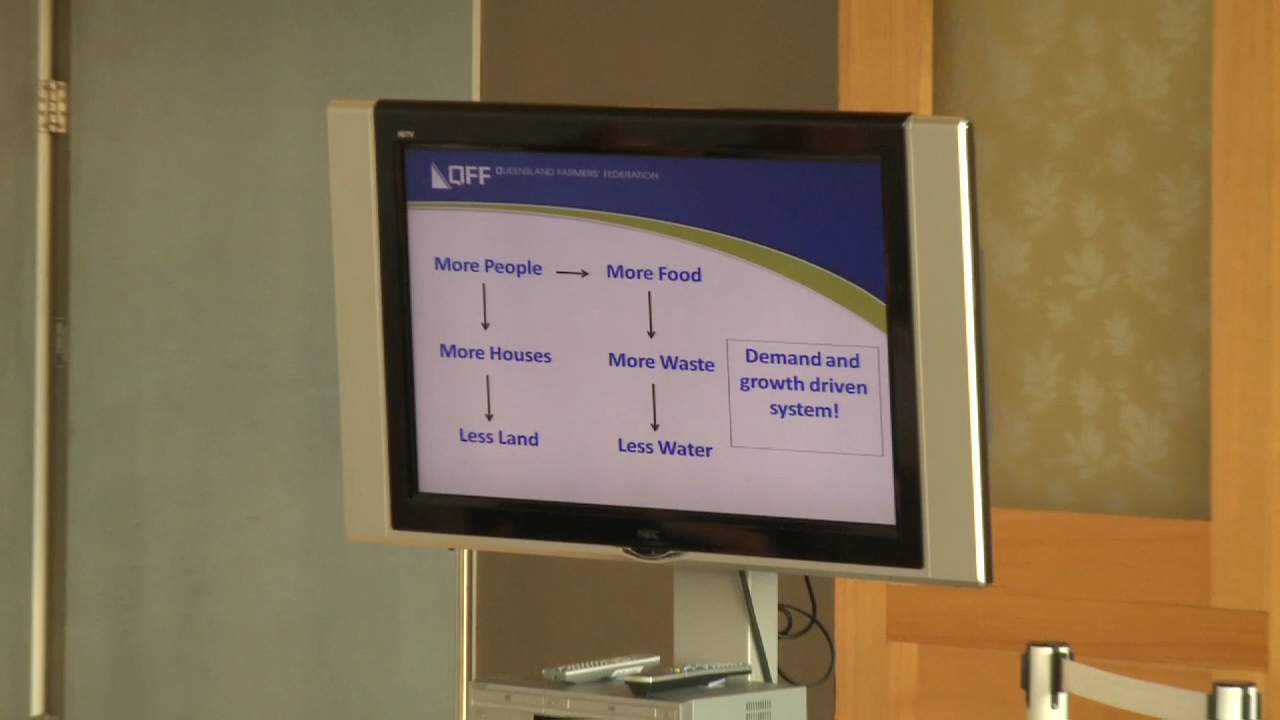 HDTV
QFF QUEENSLAND FARMERS' FEDERATION
More People → More Food
More Houses
More Waste
Less Land
Less Water
Demand and
growth driven
system!
NEC